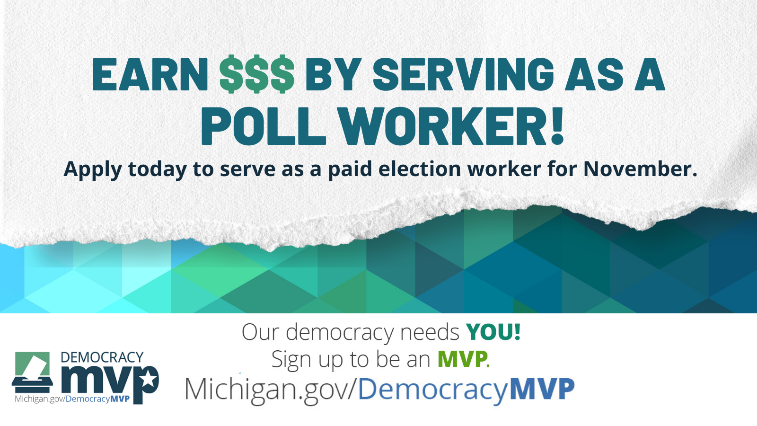 EARN $$$ BY SERVING AS A
POLL WORKER!
Apply today to serve as a paid election worker for November.
Our democracy needs YOU!
Sign up to be an MVP.
Michigan.gov/DemocracyMVP
DEMOCRACY
mvp
Michigan.gov/DemocracyMVP